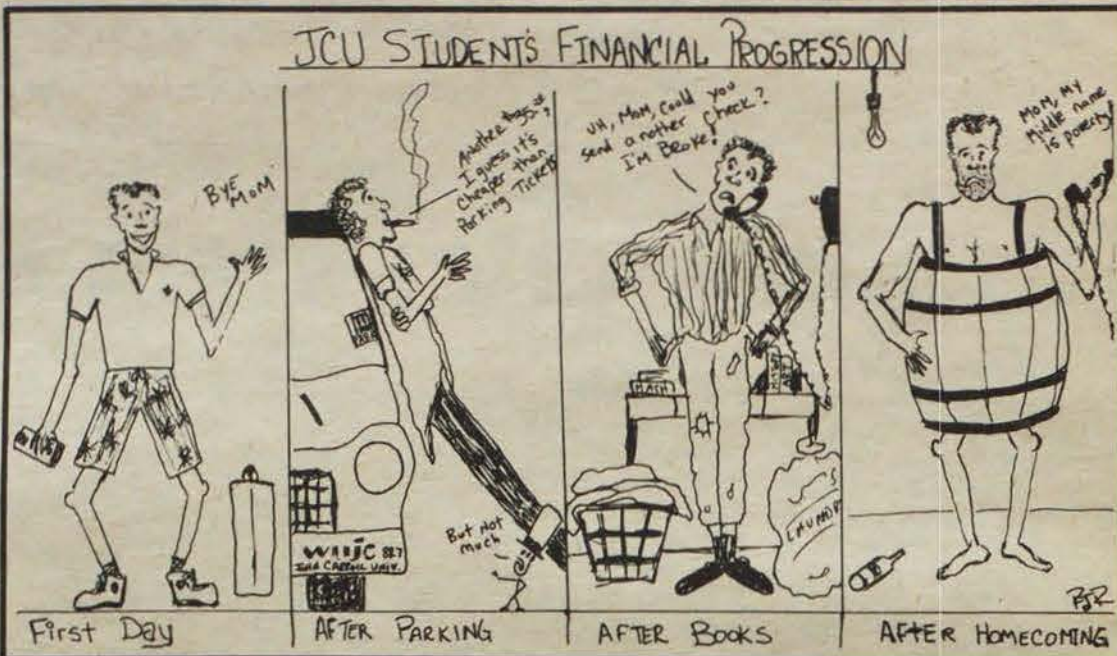 JCU STUDENT'S FINANCIAL PROGRESSION
BYE
MOM
Another
I guess it's
Cheaper than
Parking
Tickets
But Not
much
WUJC 88.7
JOHN CARROLL UNIV.
UH, MOM, Could you
send another Check?
I'M BROKE!
MATH
LAUNDRY
MOM, MY
Middle name
is poverty
First Day
AFTER PARKING
AFTER BOOKS
AFTER HOMECOMING